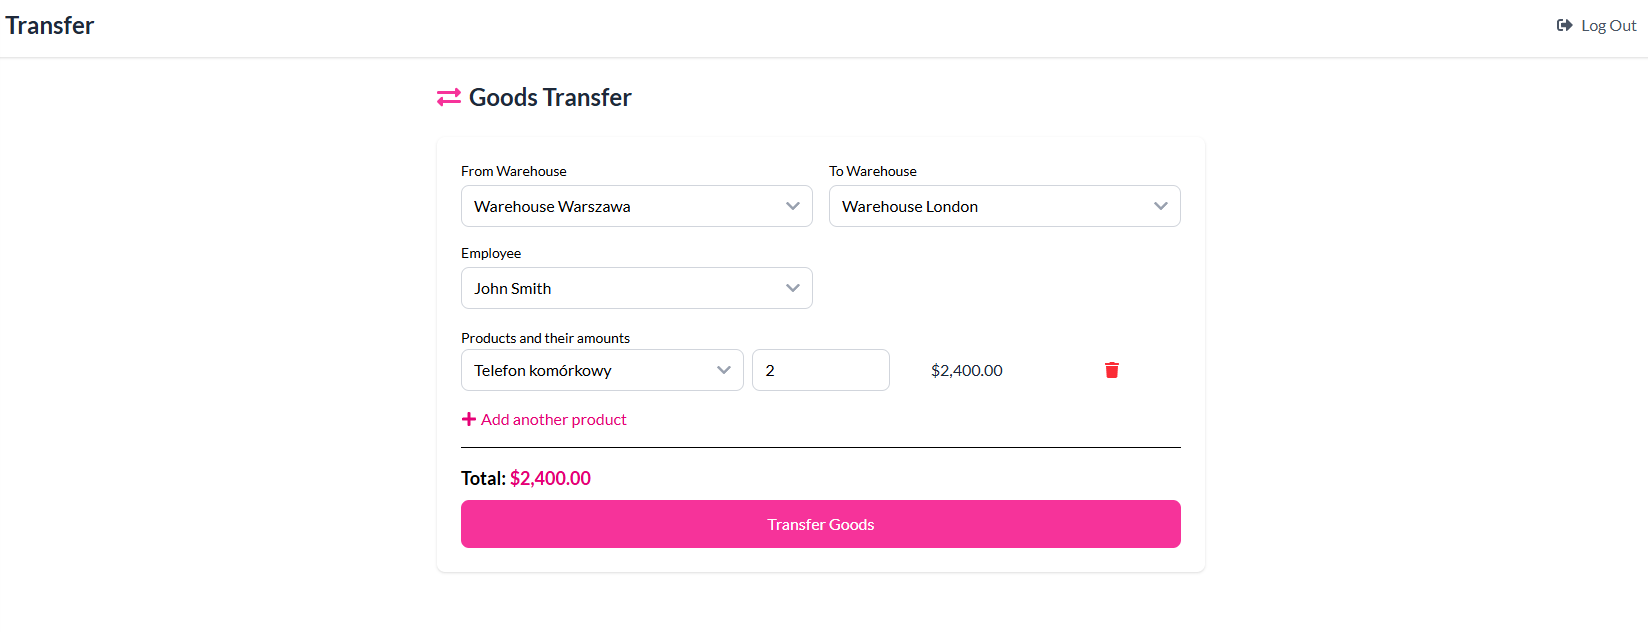 Transfer
Log Out
Goods Transfer
From Warehouse
To Warehouse
Warehouse Warszawa
Warehouse London
Employee
John Smith
Products and their amounts
Telefon komórkowy
2
$2,400.00
Add another product
Total: $2,400.00
Transfer Goods